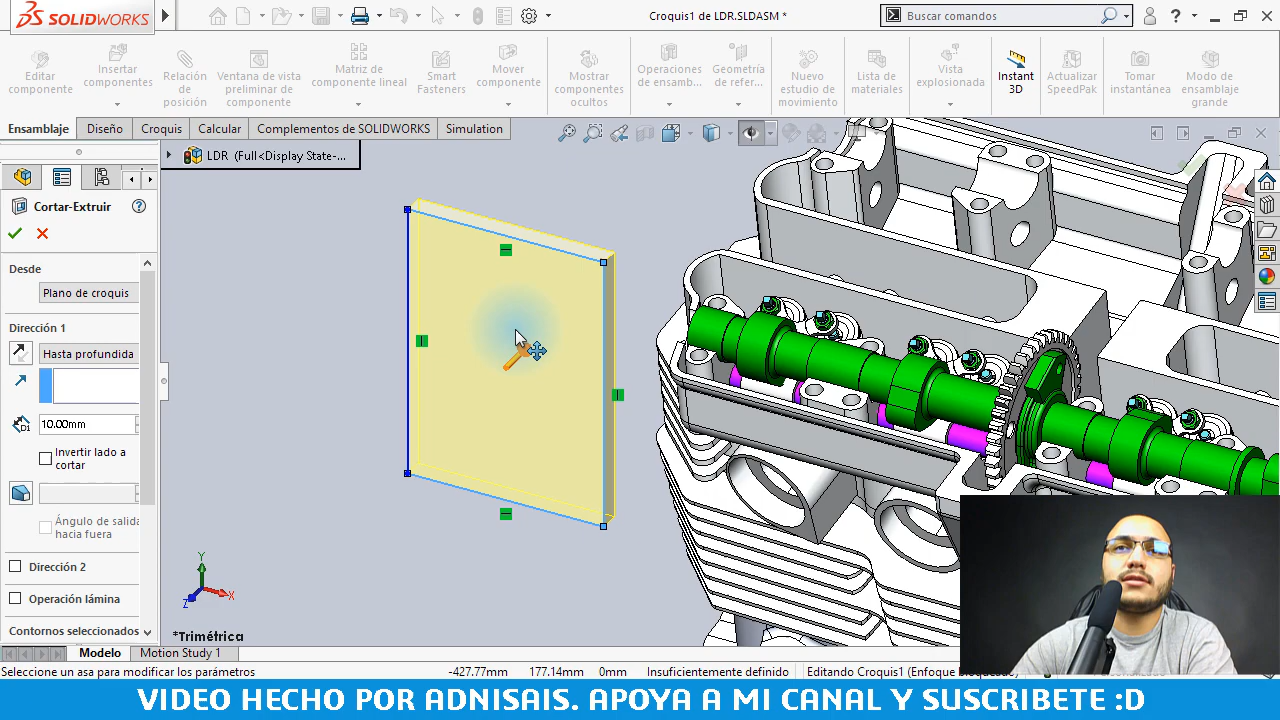 SOLIDWORKS
Croquis1 de LDR.SLDASM *
Buscar comandos
Editar componente
Insertar componentes
Relación de posición
Ventana de vista preliminar de componente
Matriz de componente lineal
Smart Fasteners
Mover componente
Mostrar componentes ocultos
Operaciones de ensamb...
Geometría de refer...
Nuevo estudio de movimiento
Lista de materiales
Vista explosionada
Instant 3D
Actualizar SpeedPak
Tomar instantánea
Modo de ensamblaje grande
Ensamblaje
Diseño
Croquis
Calcular
Complementos de SOLIDWORKS
Simulation
LDR (Full<Display State-...
Cortar-Extruir
Desde
Plano de croquis
Dirección 1
Hasta profundida
D1
10.00mm
Invertir lado a
cortar
Ángulo de salida
hacia fuera
Dirección 2
Operación lámina
Contornos seleccionados
Y
X
Z
*Trimétrica
Modelo
Motion Study 1
Seleccione un asa para modificar los parámetros
-427.77mm
177.14mm
0mm
Insuficientemente definido
Editando Croquis1 (Enfoque
VIDEO HECHO POR ADNISAIS. APOYA A MI CANAL Y SUSCRIBETE :D